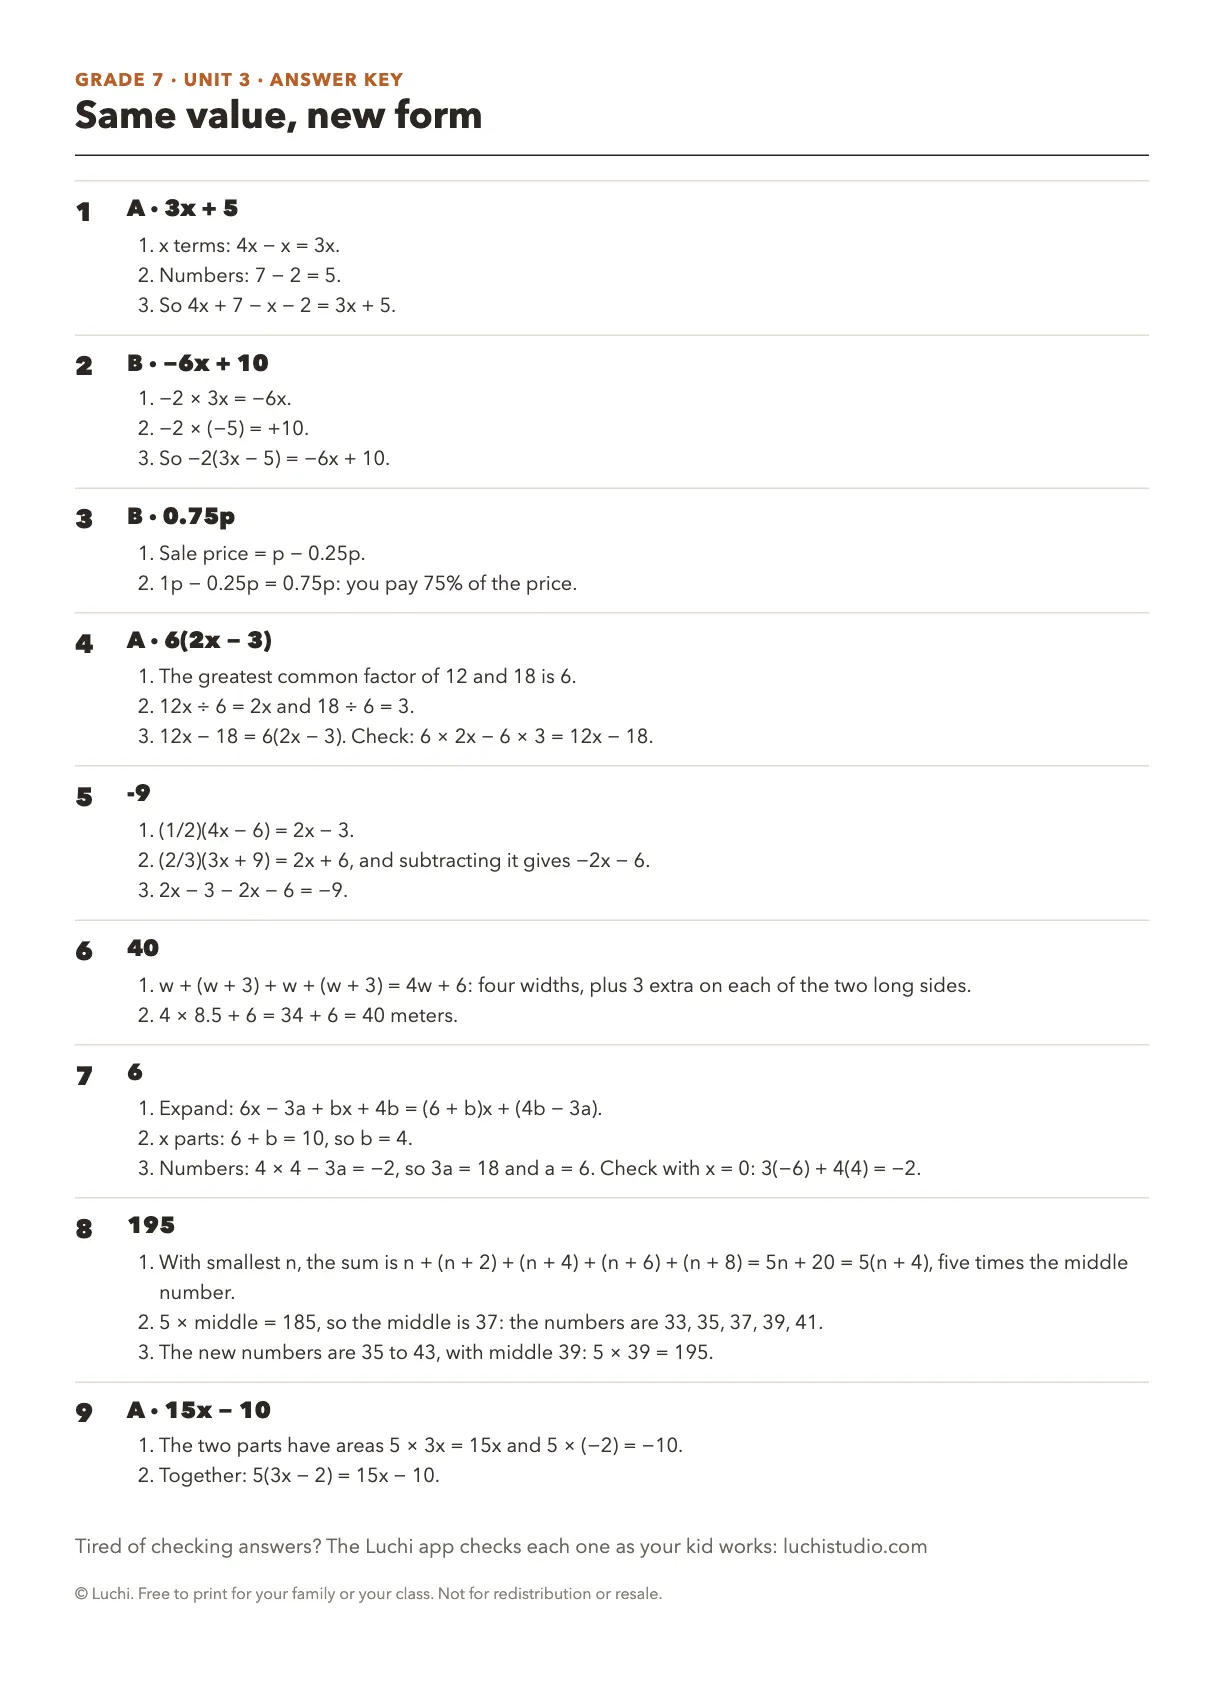 GRADE 7 · UNIT 3 · ANSWER KEY
Same value, new form
1 A · 3x + 5
1. x terms: 4x − x = 3x.
2. Numbers: 7 − 2 = 5.
3. So 4x + 7 − x − 2 = 3x + 5.
2 B · −6x + 10
1. −2 × 3x = −6x.
2. −2 × (−5) = +10.
3. So −2(3x − 5) = −6x + 10.
3 B · 0.75p
1. Sale price = p − 0.25p.
2. 1p − 0.25p = 0.75p: you pay 75% of the price.
4 A · 6(2x − 3)
1. The greatest common factor of 12 and 18 is 6.
2. 12x ÷ 6 = 2x and 18 ÷ 6 = 3.
3. 12x − 18 = 6(2x − 3). Check: 6 × 2x − 6 × 3 = 12x − 18.
5 -9
1. (1/2)(4x − 6) = 2x − 3.
2. (2/3)(3x + 9) = 2x + 6, and subtracting it gives −2x − 6.
3. 2x − 3 − 2x − 6 = −9.
6 40
1. w + (w + 3) + w + (w + 3) = 4w + 6: four widths, plus 3 extra on each of the two long sides.
2. 4 × 8.5 + 6 = 34 + 6 = 40 meters.
7 6
1. Expand: 6x − 3a + bx + 4b = (6 + b)x + (4b − 3a).
2. x parts: 6 + b = 10, so b = 4.
3. Numbers: 4 × 4 − 3a = −2, so 3a = 18 and a = 6. Check with x = 0: 3(−6) + 4(4) = −2.
8 195
1. With smallest n, the sum is n + (n + 2) + (n + 4) + (n + 6) + (n + 8) = 5n + 20 = 5(n + 4), five times the middle
number.
2. 5 × middle = 185, so the middle is 37: the numbers are 33, 35, 37, 39, 41.
3. The new numbers are 35 to 43, with middle 39: 5 × 39 = 195.
9 A · 15x − 10
1. The two parts have areas 5 × 3x = 15x and 5 × (−2) = −10.
2. Together: 5(3x − 2) = 15x − 10.
Tired of checking answers? The Luchi app checks each one as your kid works: luchistudio.com
© Luchi. Free to print for your family or your class. Not for redistribution or resale.